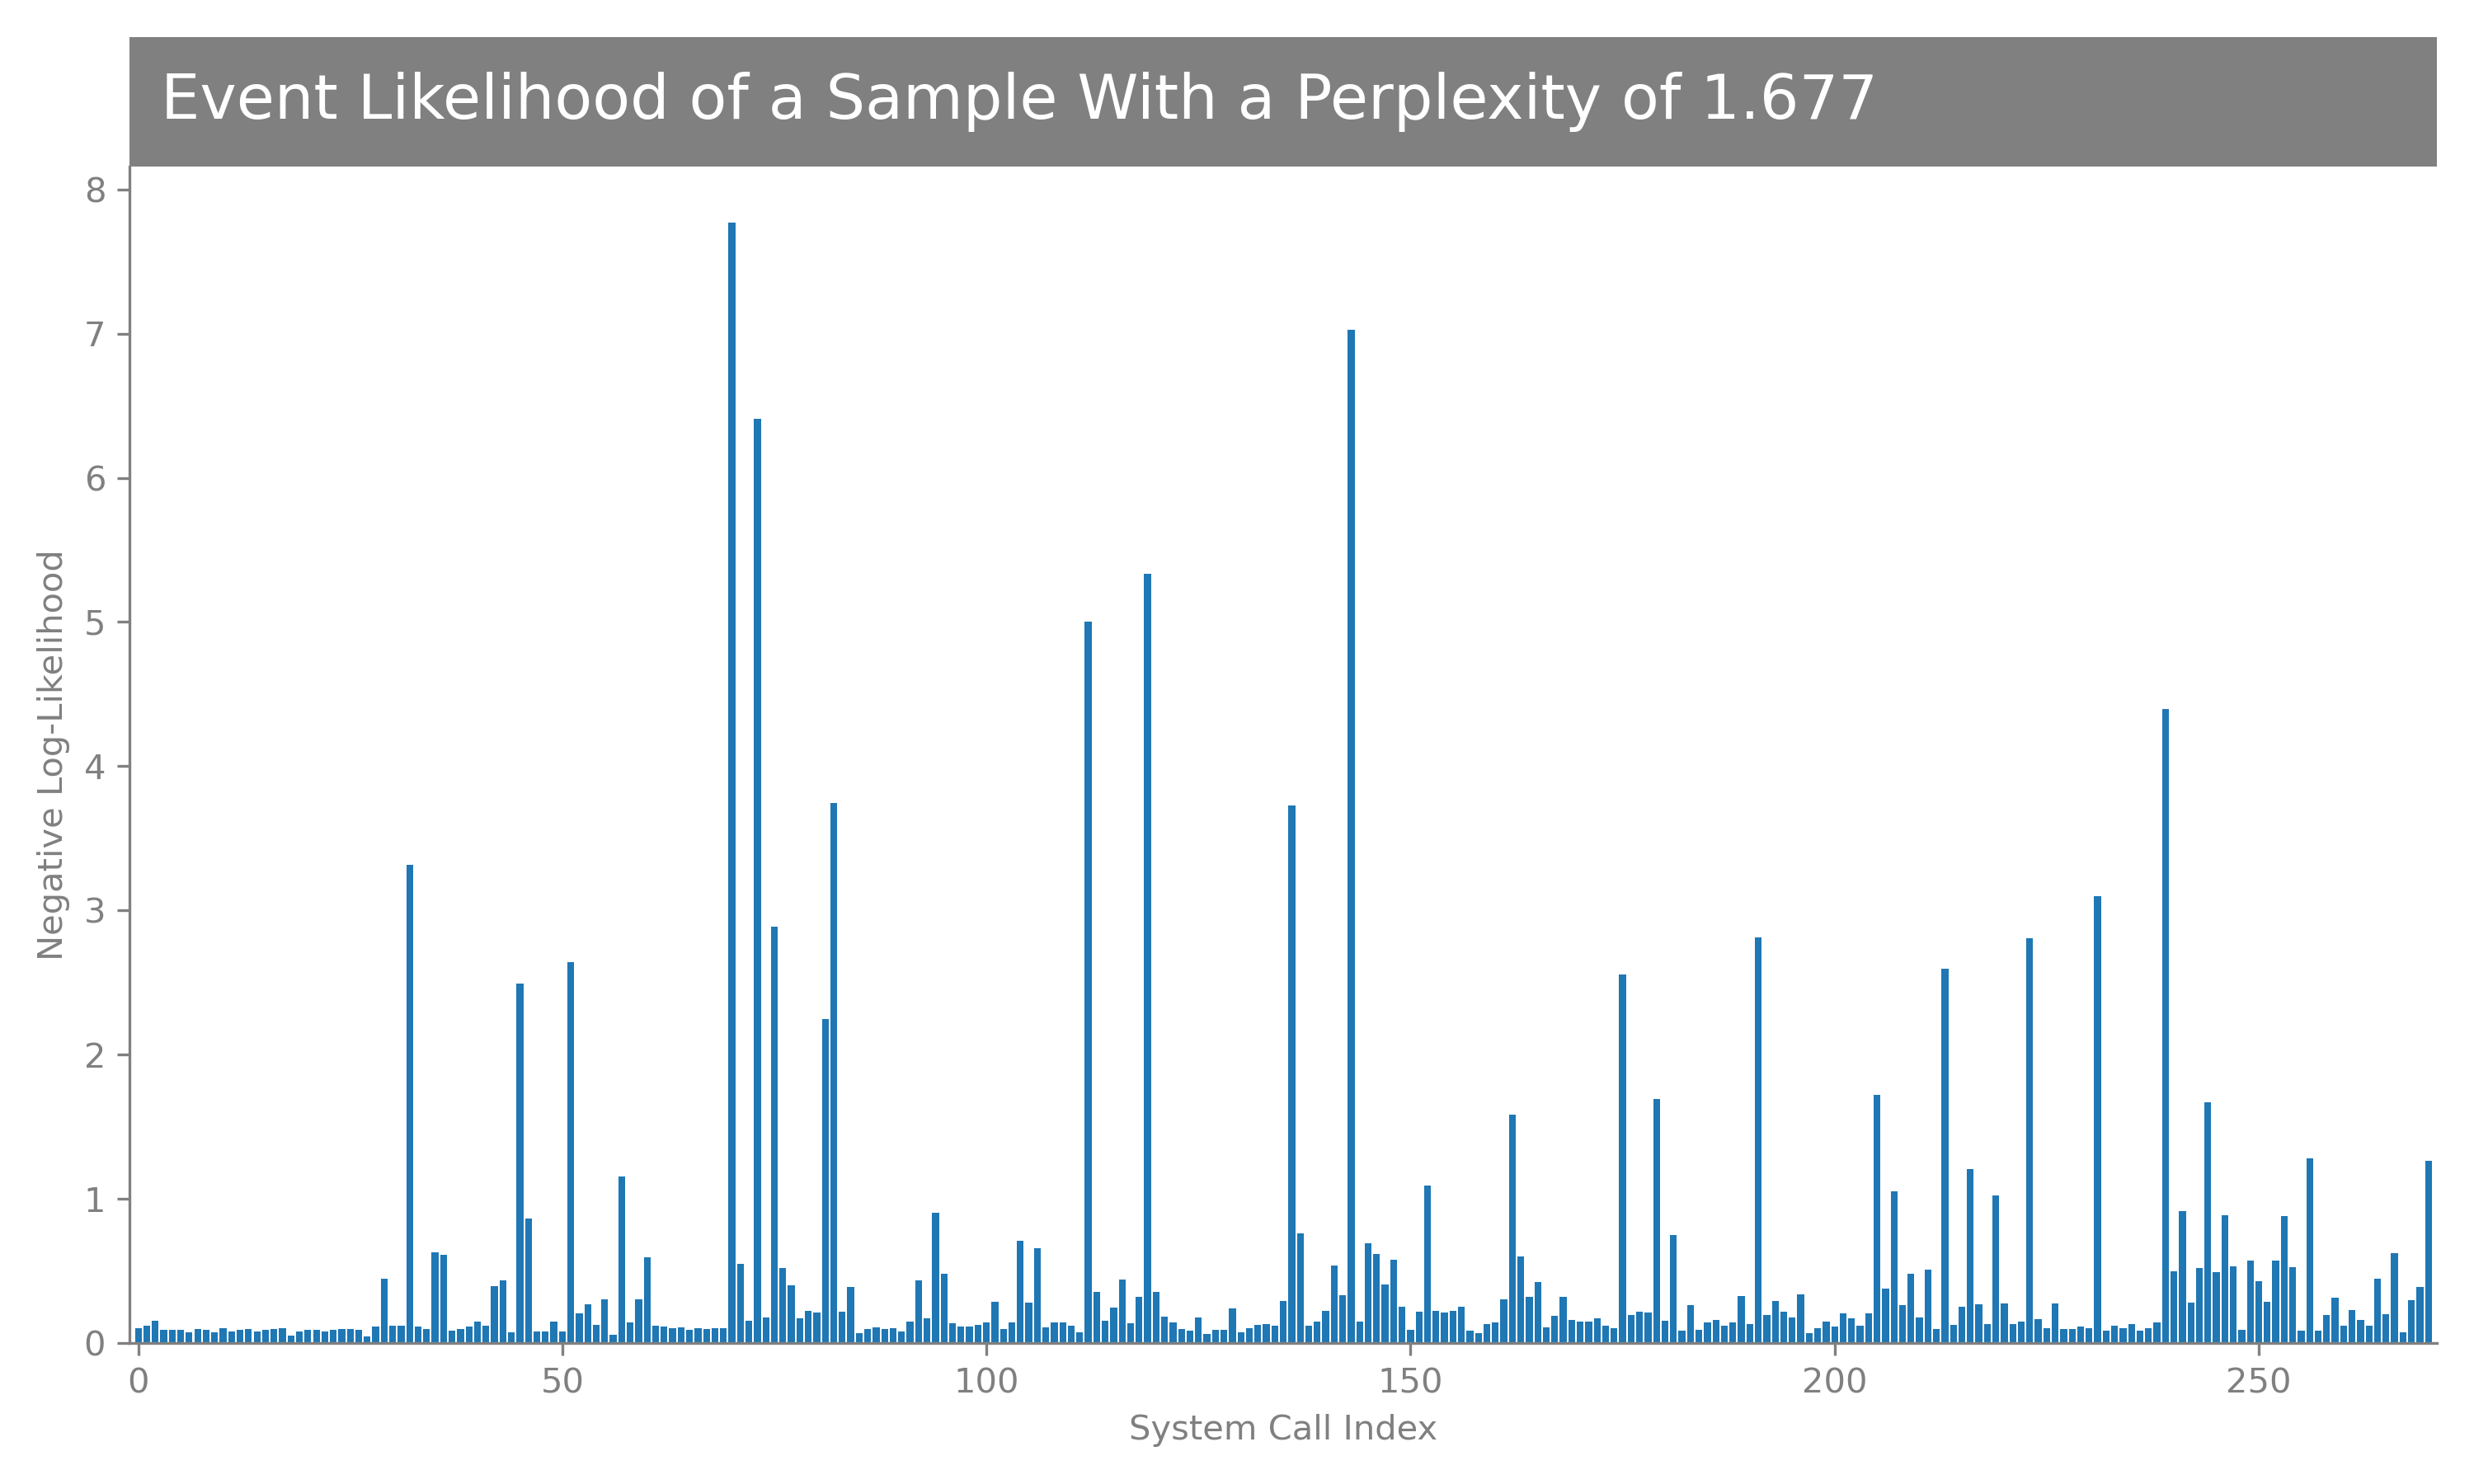 Event Likelihood of a Sample With a Perplexity of 1.677
8
7
6
5
4
3
2
1
0
Negative Log-Likelihood
0 50 100 150 200 250
System Call Index